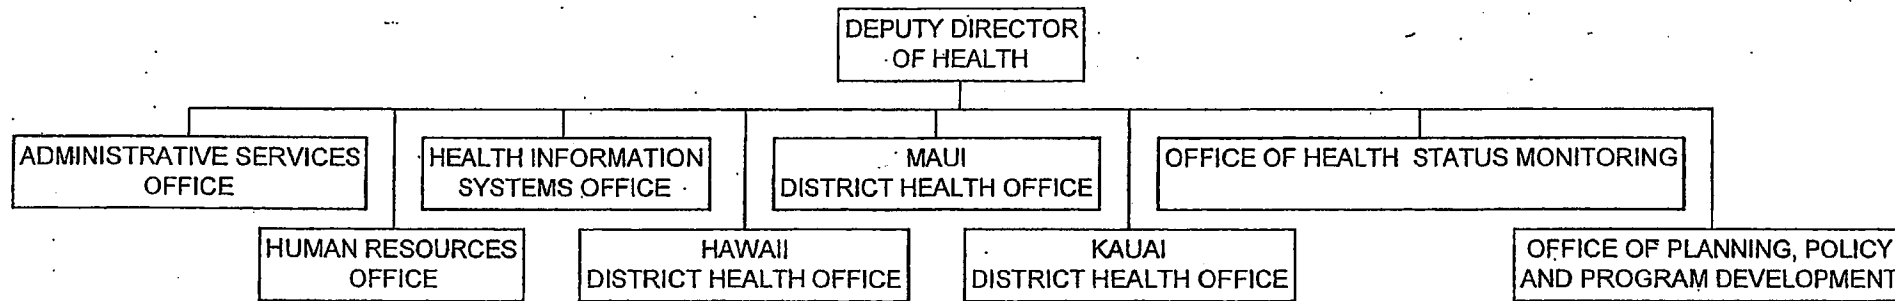 DEPUTY DIRECTOR
OF HEALTH
ADMINISTRATIVE SERVICES
OFFICE
HEALTH INFORMATION
SYSTEMS OFFICE
MAUI
DISTRICT HEALTH OFFICE
OFFICE OF HEALTH STATUS MONITORING
HUMAN RESOURCES
OFFICE
HAWAII
DISTRICT HEALTH OFFICE
KAUAI
DISTRICT HEALTH OFFICE
OFFICE OF PLANNING, POLICY
AND PROGRAM DEVELOPMENT